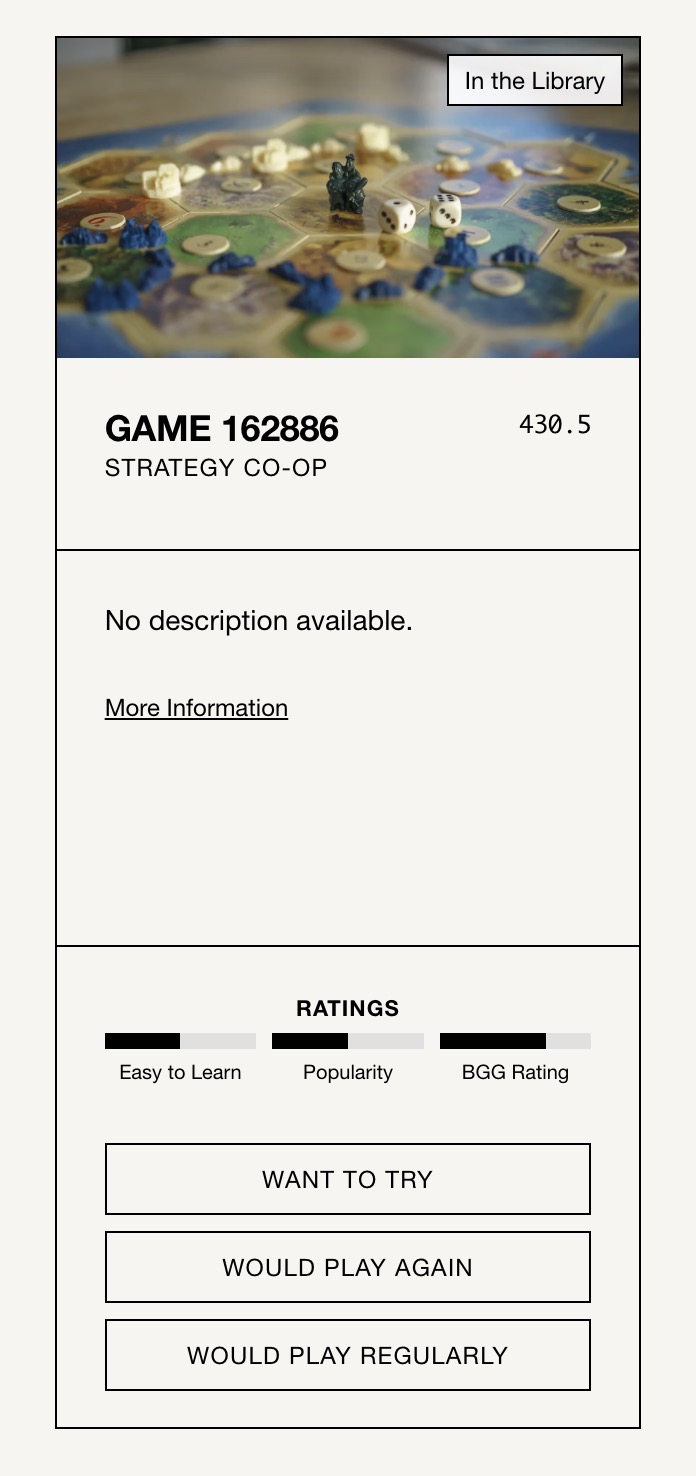 In the Library
GAME 162886
430.5
STRATEGY CO-OP
No description available.
More Information
RATINGS
Easy to Learn
Popularity
BGG Rating
WANT TO TRY
WOULD PLAY AGAIN
WOULD PLAY REGULARLY